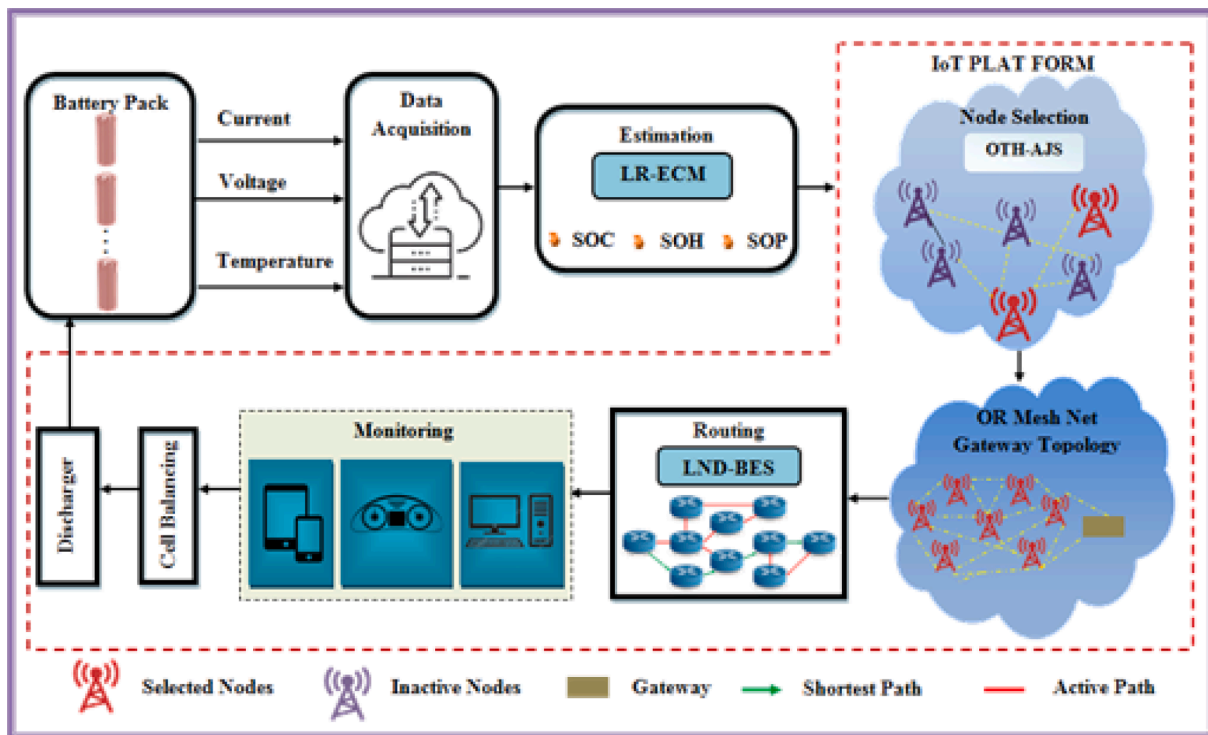 IoT PLAT FORM
Battery Pack
Current
Voltage
Temperature
Data
Acquisition
Estimation
LR-ECM
SOC
SOH
SOP
Node Selection
OTH-AJS
OR Mesh Net
Gateway Topology
Routing
LND-BES
Monitoring
Cell Balancing
Discharger
Selected Nodes
Inactive Nodes
Gateway
Shortest Path
Active Path